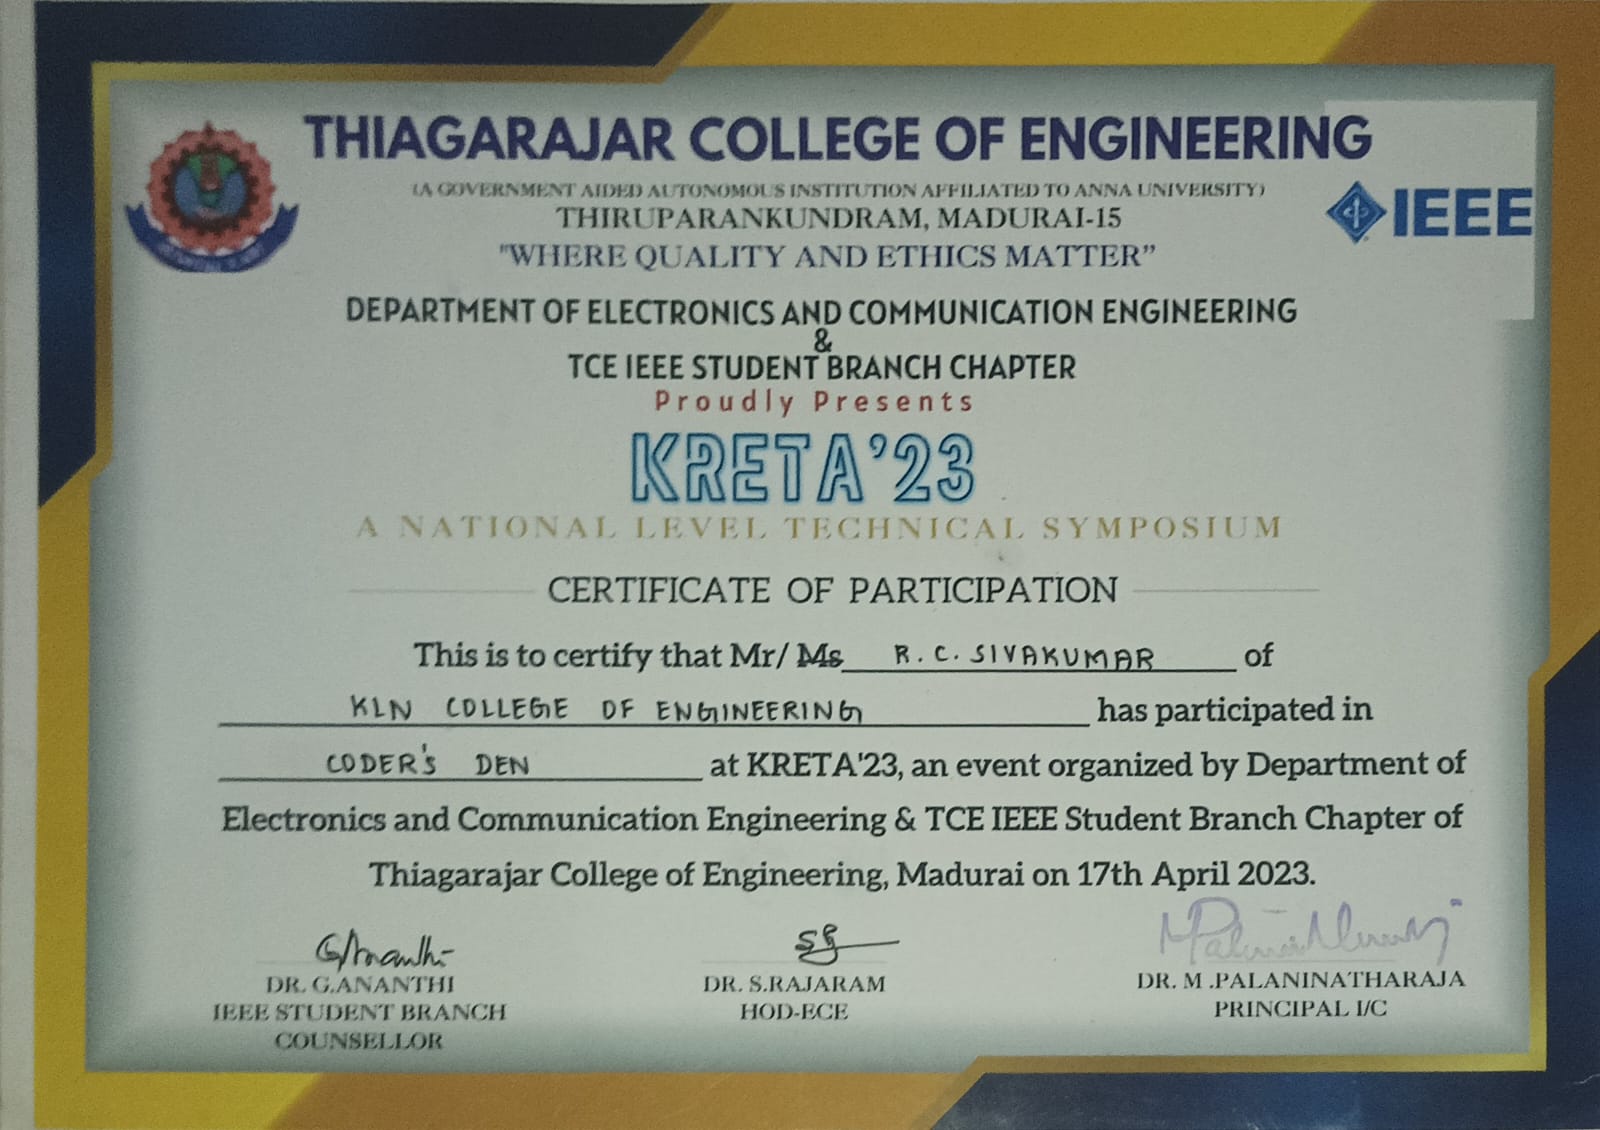 THIAGARAJAR COLLEGE OF ENGINEERING
(A GOVERNMENT AIDED AUTONOMOUS INSTITUTION AFFILIATED TO ANNA UNIVERSITY)
THIRUPARANKUNDRAM, MADURAI-15
IEEE
"WHERE QUALITY AND ETHICS MATTER”
DEPARTMENT OF ELECTRONICS AND COMMUNICATION ENGINEERING
&
TCE IEEE STUDENT BRANCH CHAPTER
Proudly Presents
KRETA’23
A NATIONAL LEVEL TECHNICAL SYMPOSIUM
CERTIFICATE OF PARTICIPATION
This is to certify that Mr/ Ms R. C. SIVAKUMAR of
KLN COLLEGE OF ENGINEERING has participated in
CODER'S DEN at KRETA'23, an event organized by Department of
Electronics and Communication Engineering & TCE IEEE Student Branch Chapter of
Thiagarajar College of Engineering, Madurai on 17th April 2023.
DR. G.ANANTHI DR. S.RAJARAM DR. M .PALANINATHARAJA
IEEE STUDENT BRANCH HOD-ECE PRINCIPAL I/C
COUNSELLOR